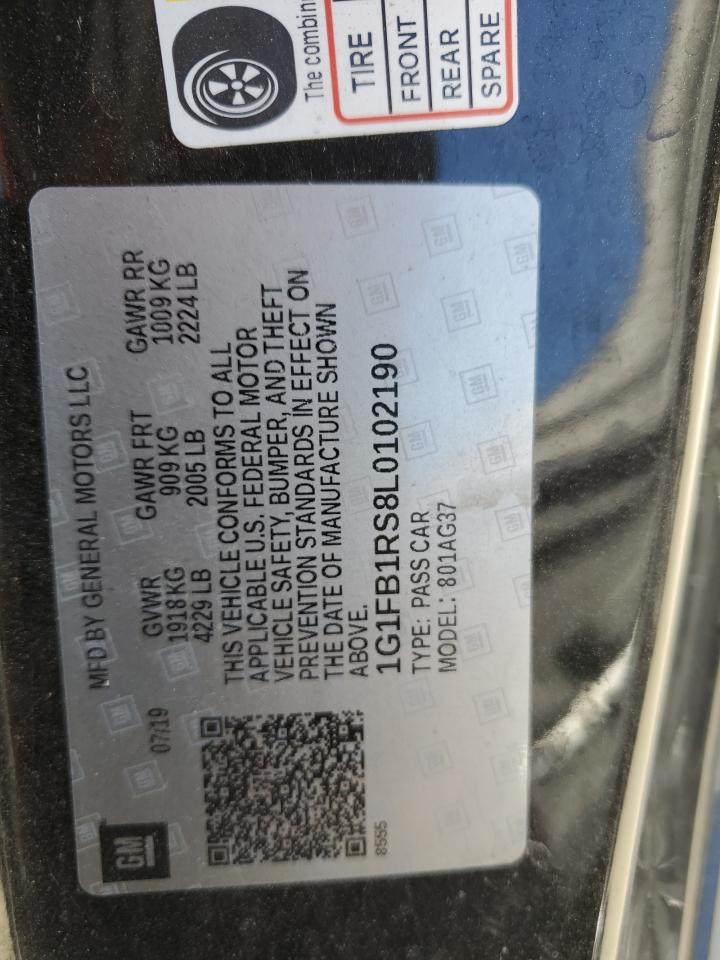 GM
07/19
MFD BY GENERAL MOTORS LLC
GVWR GAWR FRT GAWR RR
1918KG 909 KG 1009 KG
4229 LB 2005 LB 2224 LB
THIS VEHICLE CONFORMS TO ALL
APPLICABLE U.S. FEDERAL MOTOR
VEHICLE SAFETY, BUMPER, AND THEFT
PREVENTION STANDARDS IN EFFECT ON
THE DATE OF MANUFACTURE SHOWN
ABOVE.
1G1FB1RS8L0102190
TYPE: PASS CAR
MODEL: 801AG37
8555
The
TIRE
FRONT
REAR
SPARE